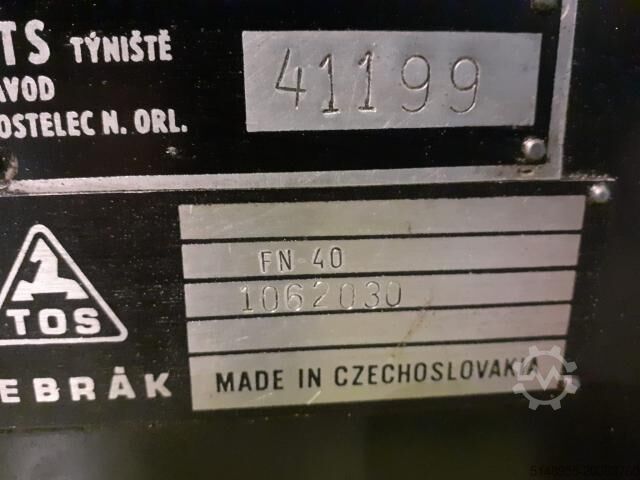 TS TÝNIŠTĚ
AVOD
OSTELEC N. ORL.
41199
FN 40
1062030
TOS
EBRÁK
MADE IN CZECHOSLOVAKIA